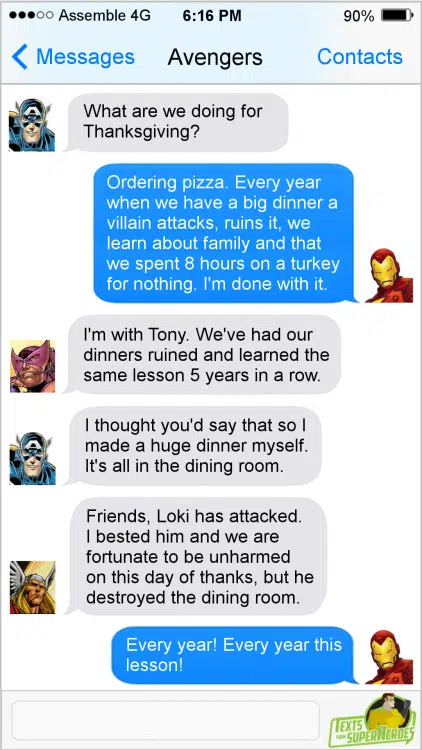 ●●●○○ Assemble 4G 6:16 PM 90%
Messages Avengers Contacts
What are we doing for
Thanksgiving?
Ordering pizza. Every year
when we have a big dinner a
villain attacks, ruins it, we
learn about family and that
we spent 8 hours on a turkey
for nothing. I'm done with it.
I'm with Tony. We've had our
dinners ruined and learned the
same lesson 5 years in a row.
I thought you'd say that so I
made a huge dinner myself.
It's all in the dining room.
Friends, Loki has attacked.
I bested him and we are
fortunate to be unharmed
on this day of thanks, but he
destroyed the dining room.
Every year! Every year this
lesson!
TEXTS
FROM
SUPERHEROES